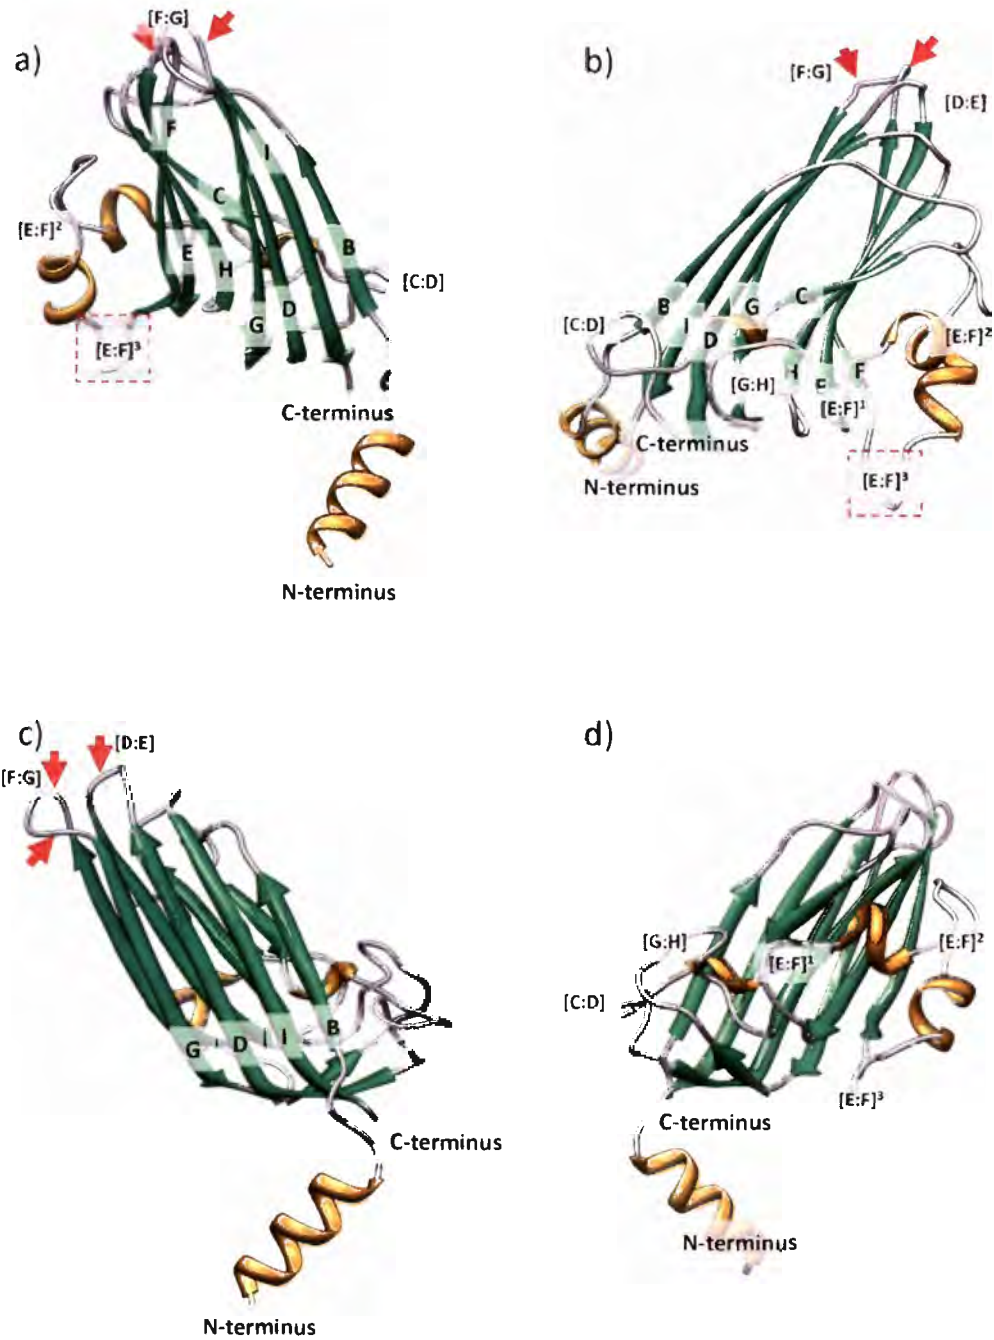 a)
[F:G]
F
I
C
[E:F]²
E
H
B
[C:D]
G
D
[E:F]³
C-terminus
N-terminus
b)
[F:G]
[D:E]
B
G
C
[C:D]
I
D
[E:F]²
[G:H]
H
E
F
[E:F]¹
C-terminus
N-terminus
[E:F]³
c)
[D:E]
[F:G]
G
D
I
B
C-terminus
N-terminus
d)
[G:H]
[E:F]¹
[E:F]²
[C:D]
[E:F]³
C-terminus
N-terminus